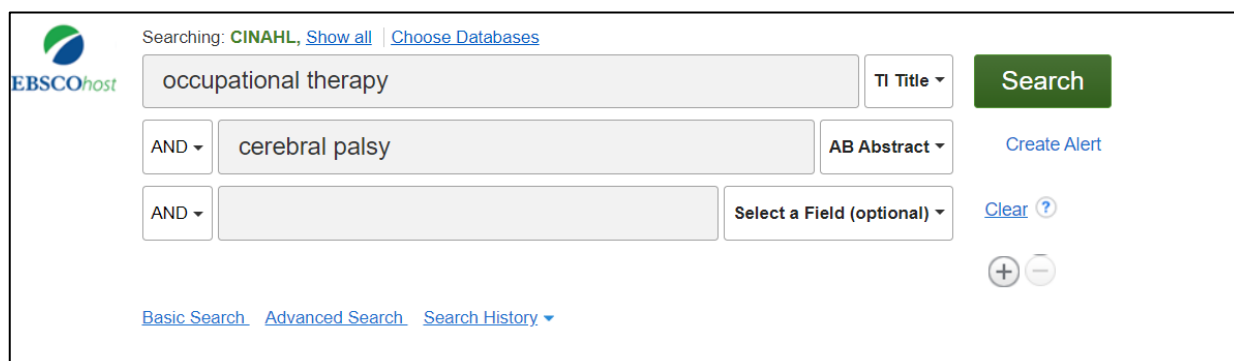 Searching: CINAHL, Show all | Choose Databases
EBSCOhost
occupational therapy TI Title Search
AND cerebral palsy AB Abstract Create Alert
AND Select a Field (optional) Clear ?
Basic Search Advanced Search Search History